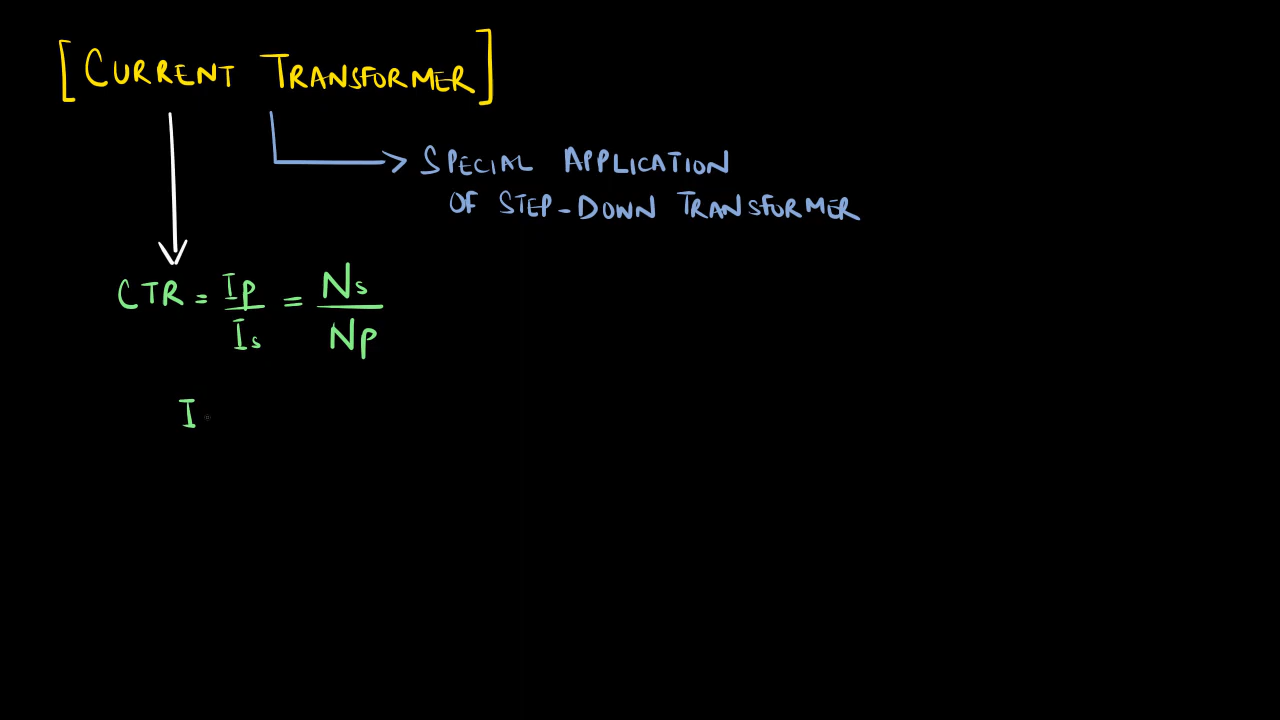 [CURRENT TRANSFORMER]
SPECIAL APPLICATION
OF STEP-DOWN TRANSFORMER
CTR = Ip/Is = Ns/Np
I